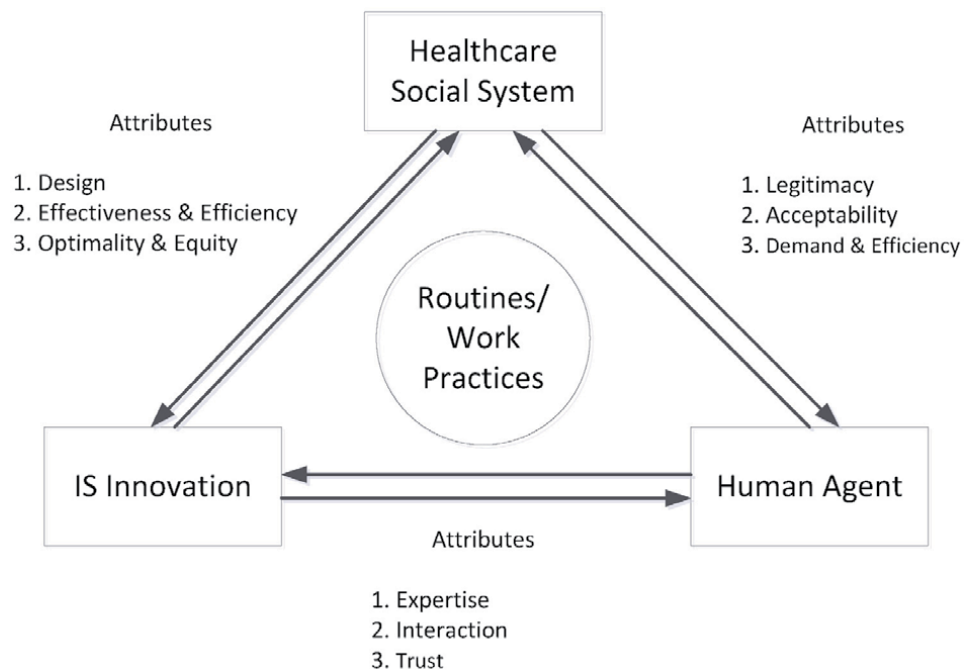 Healthcare
Social System
Attributes
1. Design
2. Effectiveness & Efficiency
3. Optimality & Equity
Attributes
1. Legitimacy
2. Acceptability
3. Demand & Efficiency
Routines/
Work
Practices
IS Innovation
Human Agent
Attributes
1. Expertise
2. Interaction
3. Trust